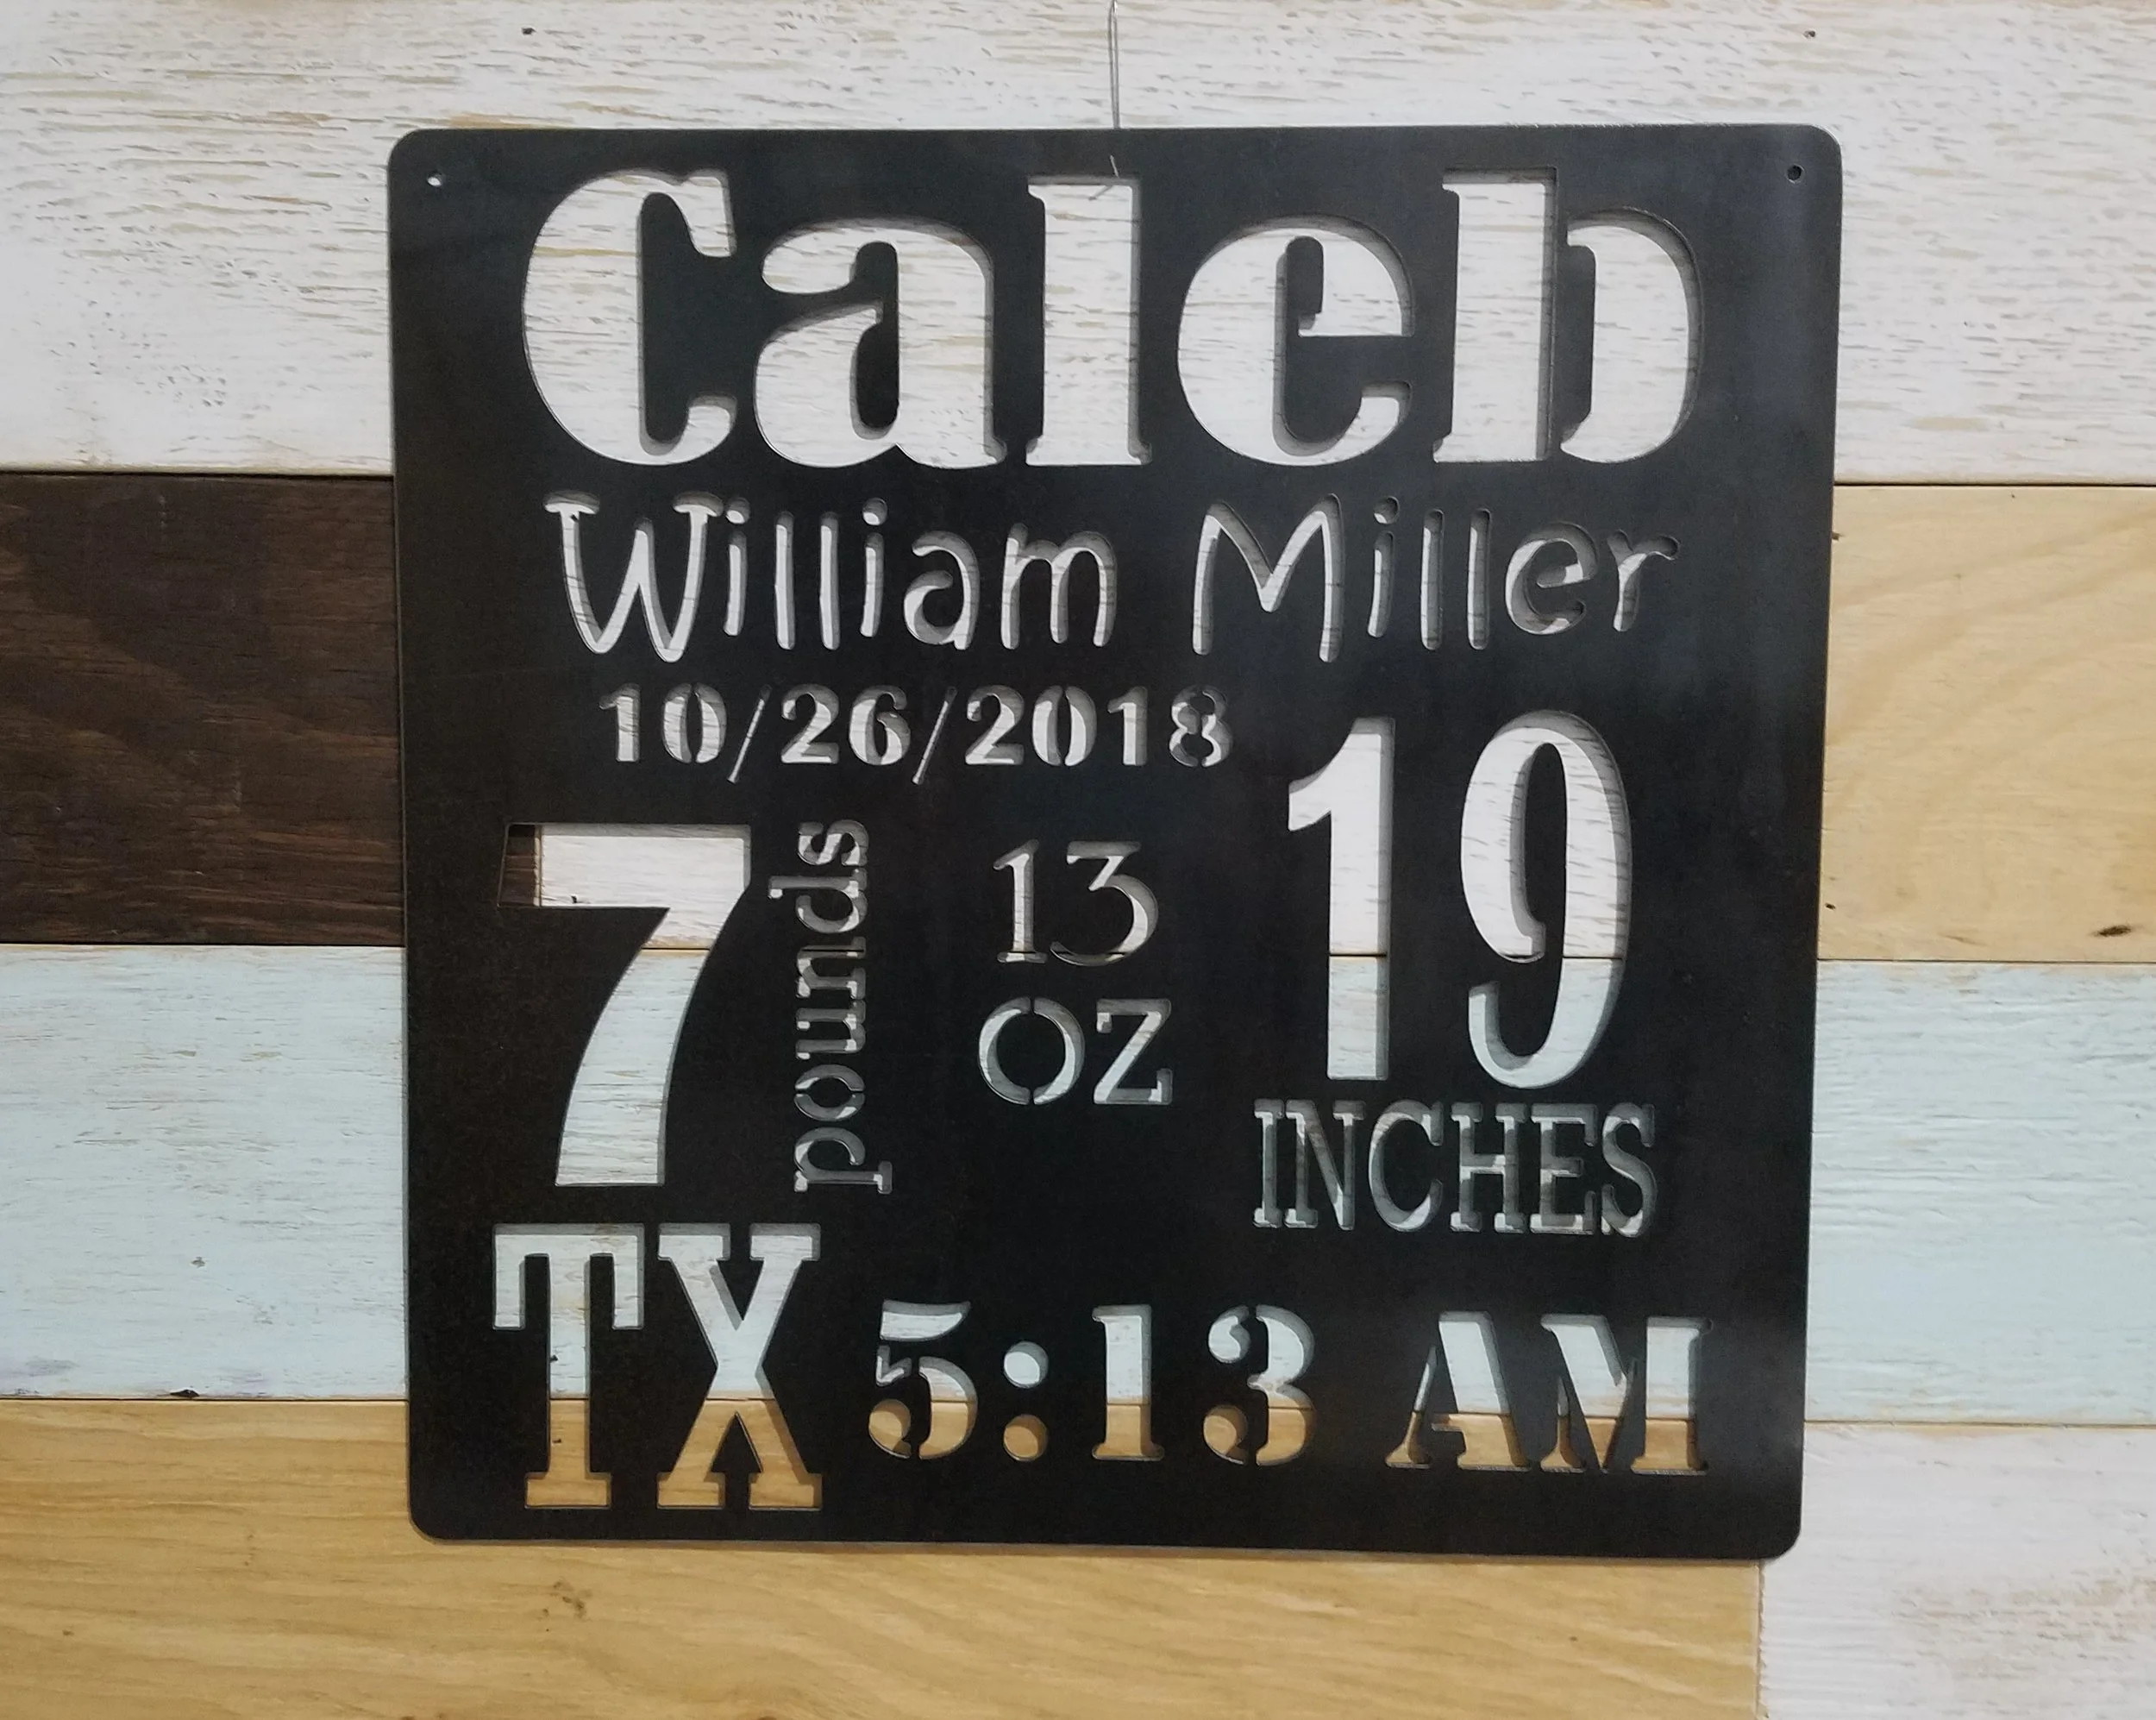 Caleb
William Miller
10/26/2018
7 pounds
13
OZ
19
INCHES
TX 5:13 AM